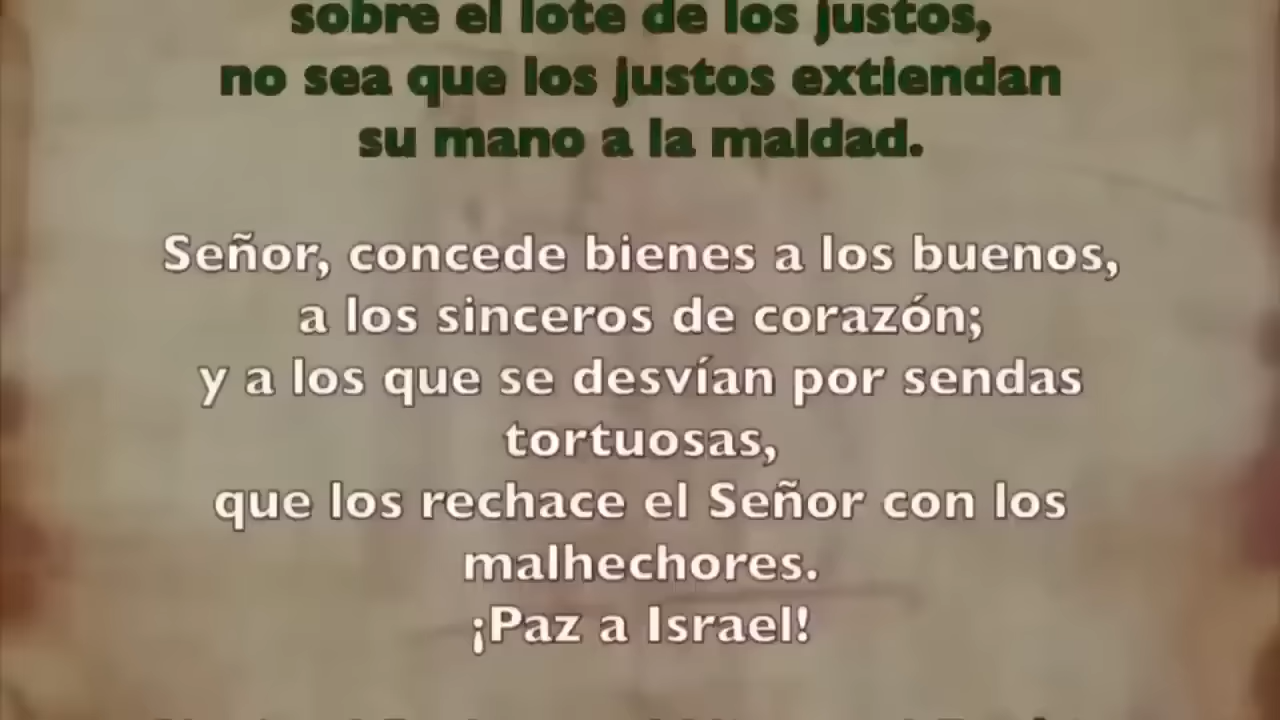 sobre el lote de los justos,
no sea que los justos extiendan
su mano a la maldad.
Señor, concede bienes a los buenos,
a los sinceros de corazón;
y a los que se desvían por sendas
tortuosas,
que los rechace el Señor con los
malhechores.
¡Paz a Israel!